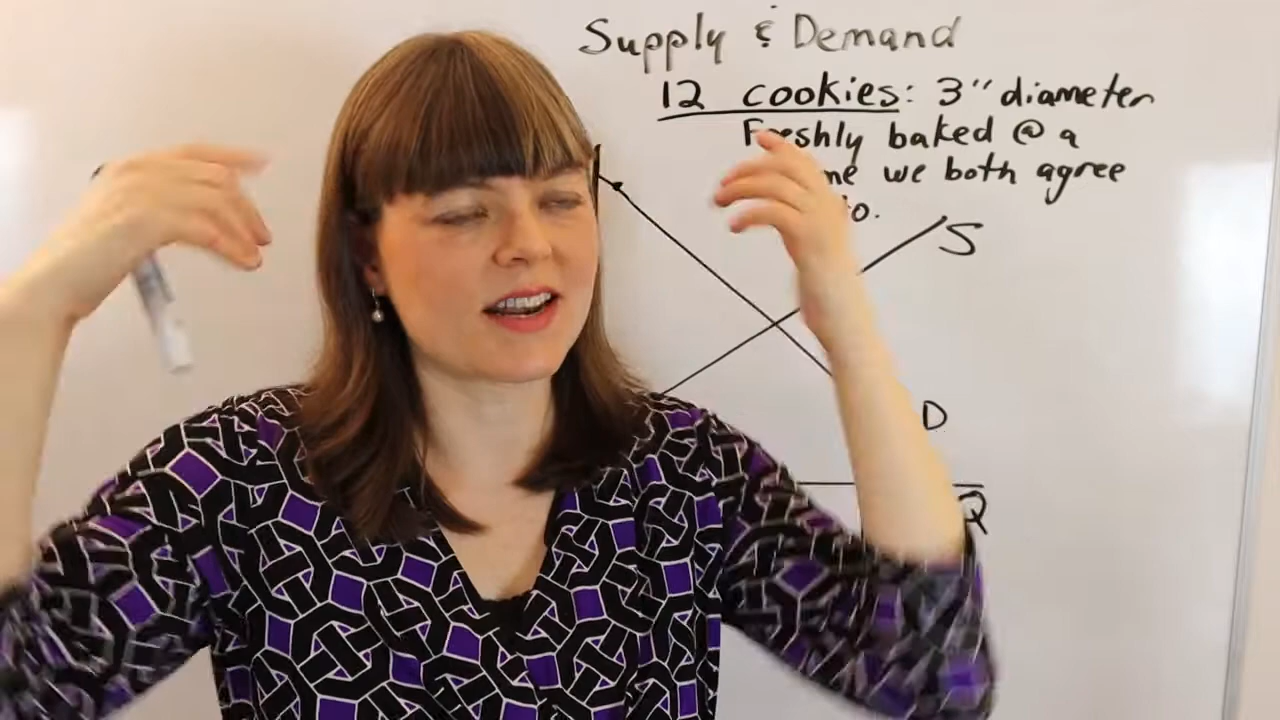 Supply & Demand
12 cookies: 3" diameter
Freshly baked @ a
we both agree
S
D
Q